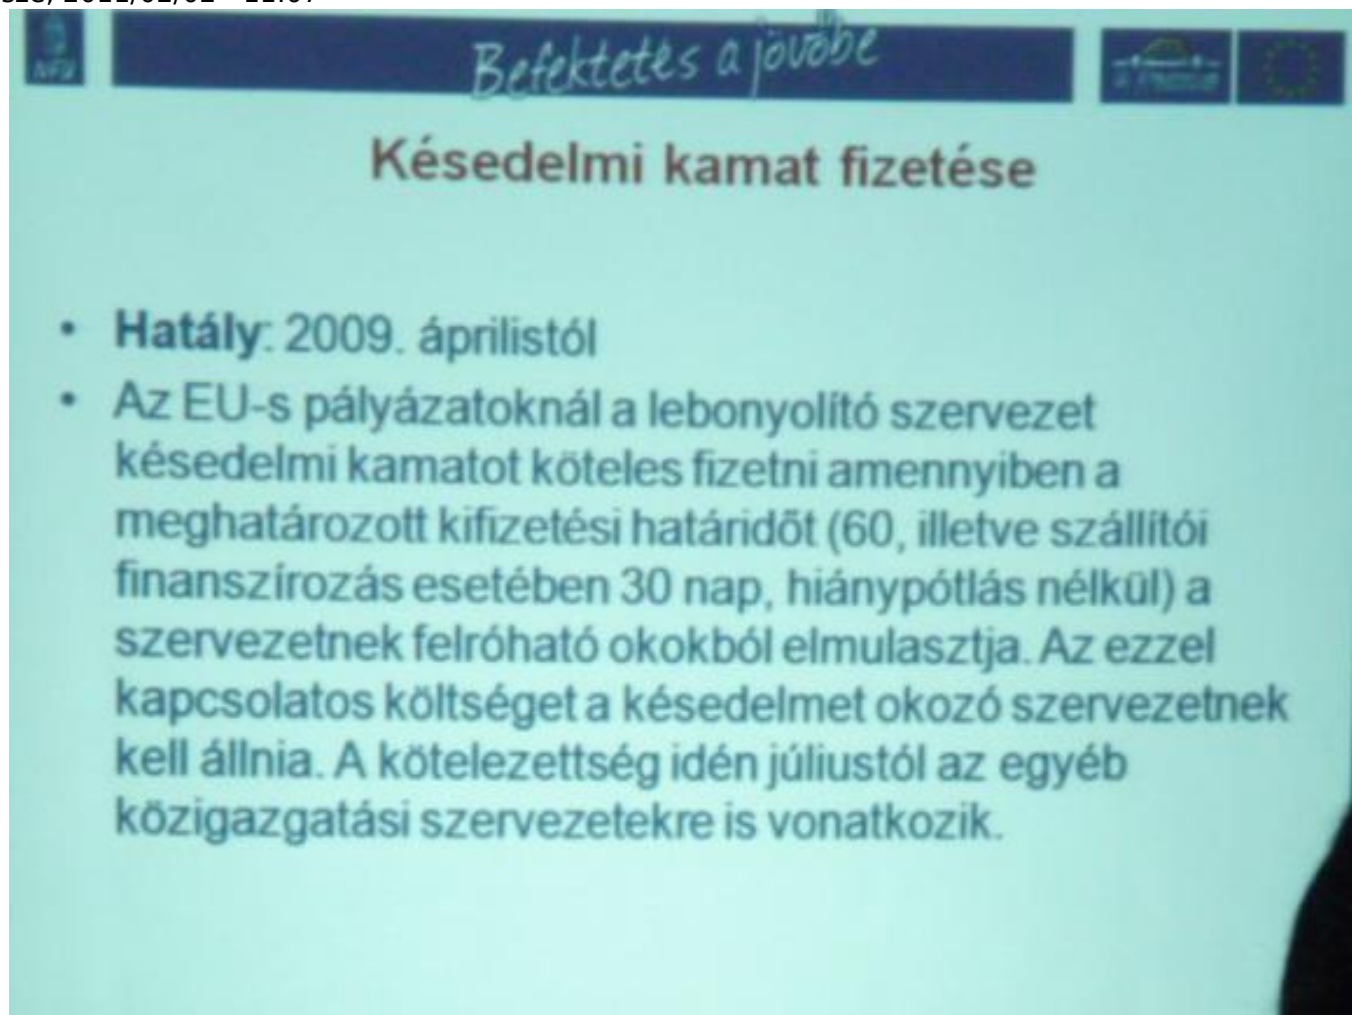 NFÜ
Befektetés a jövőbe
Késedelmi kamat fizetése
• Hatály: 2009. áprilistól
• Az EU-s pályázatoknál a lebonyolító szervezet
késedelmi kamatot köteles fizetni amennyiben a
meghatározott kifizetési határidőt (60, illetve szállítói
finanszírozás esetében 30 nap, hiánypótlás nélkül) a
szervezetnek felróható okokból elmulasztja. Az ezzel
kapcsolatos költséget a késedelmet okozó szervezetnek
kell állnia. A kötelezettség idén júliustól az egyéb
közigazgatási szervezetekre is vonatkozik.